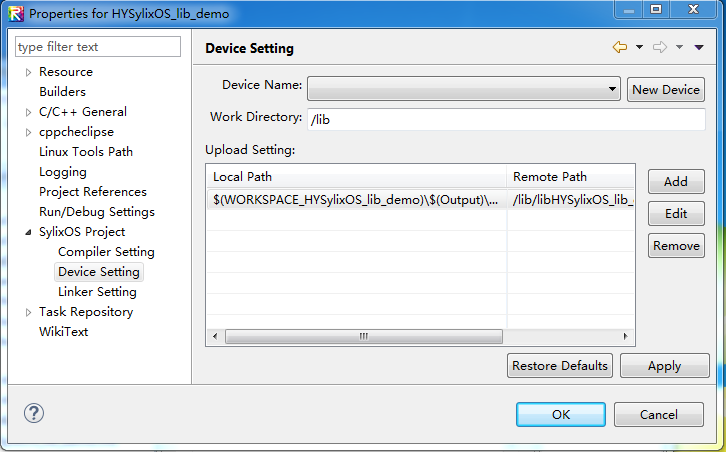 Properties for HYSylixOS_lib_demo
type filter text
Resource
Builders
C/C++ General
cppcheclipse
Linux Tools Path
Logging
Project References
Run/Debug Settings
SylixOS Project
Compiler Setting
Device Setting
Linker Setting
Task Repository
WikiText
Device Setting
Device Name:
New Device
Work Directory:
/lib
Upload Setting:
Local Path Remote Path
$(WORKSPACE_HYSylixOS_lib_demo)\$(Output)\... /lib/libHYSylixOS_lib_
Add
Edit
Remove
Restore Defaults Apply
? OK Cancel